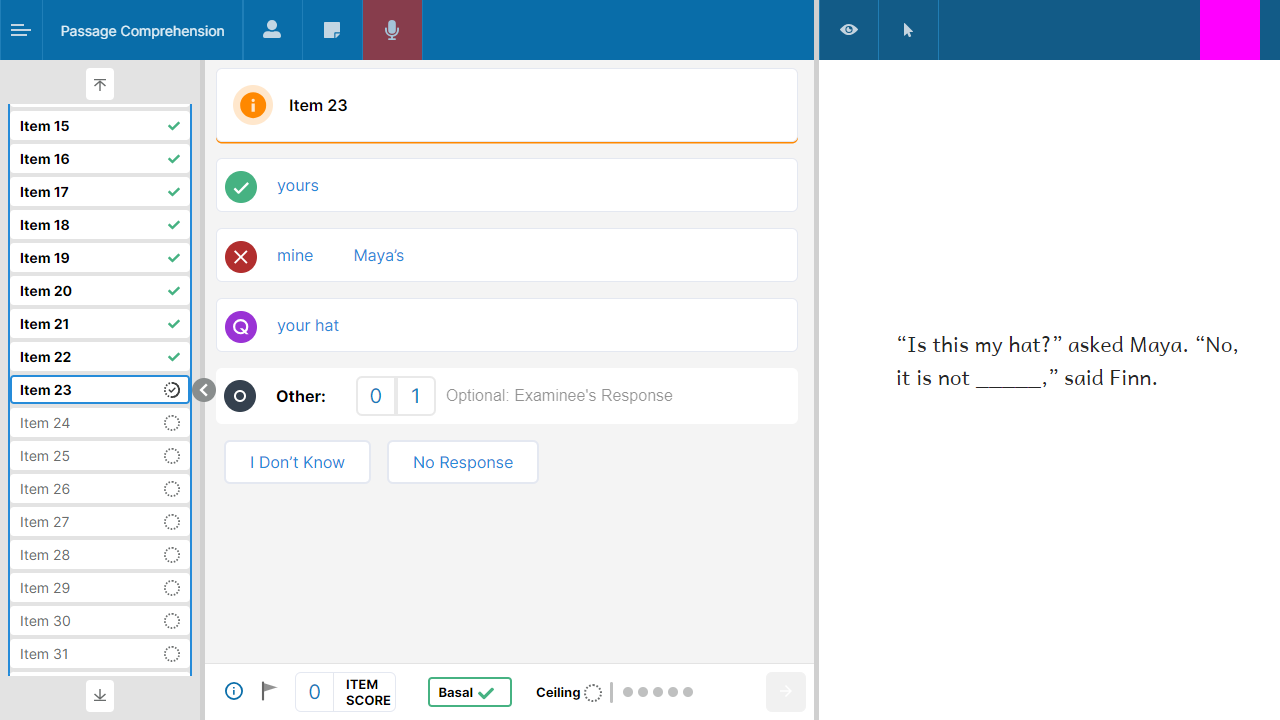 Passage Comprehension
Item 15
Item 16
Item 17
Item 18
Item 19
Item 20
Item 21
Item 22
Item 23
Item 24
Item 25
Item 26
Item 27
Item 28
Item 29
Item 30
Item 31
Item 23
yours
mine Maya’s
Q your hat
Other: 0 1 Optional: Examinee's Response
I Don’t Know No Response
0 ITEM SCORE Basal Ceiling
“Is this my hat?” asked Maya. “No,
it is not ______,” said Finn.